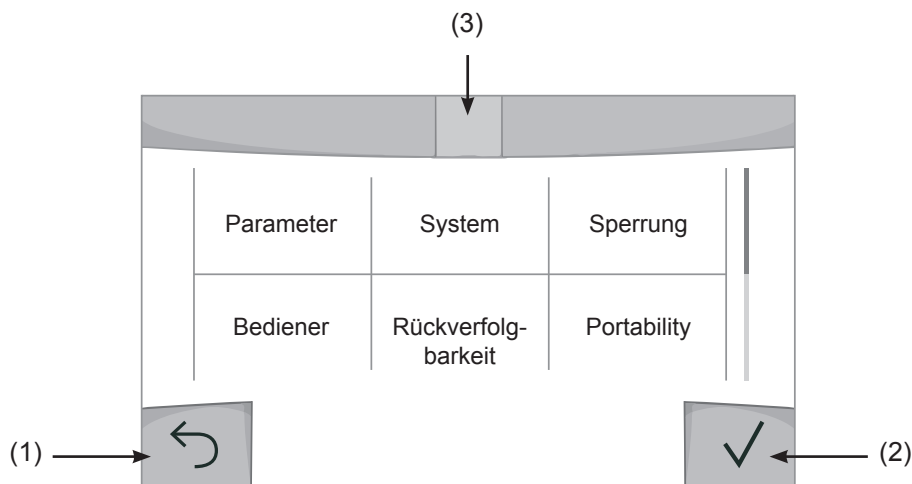 (3)
Parameter
System
Sperrung
Bediener
Rückverfolg-
barkeit
Portability
(1)
(2)